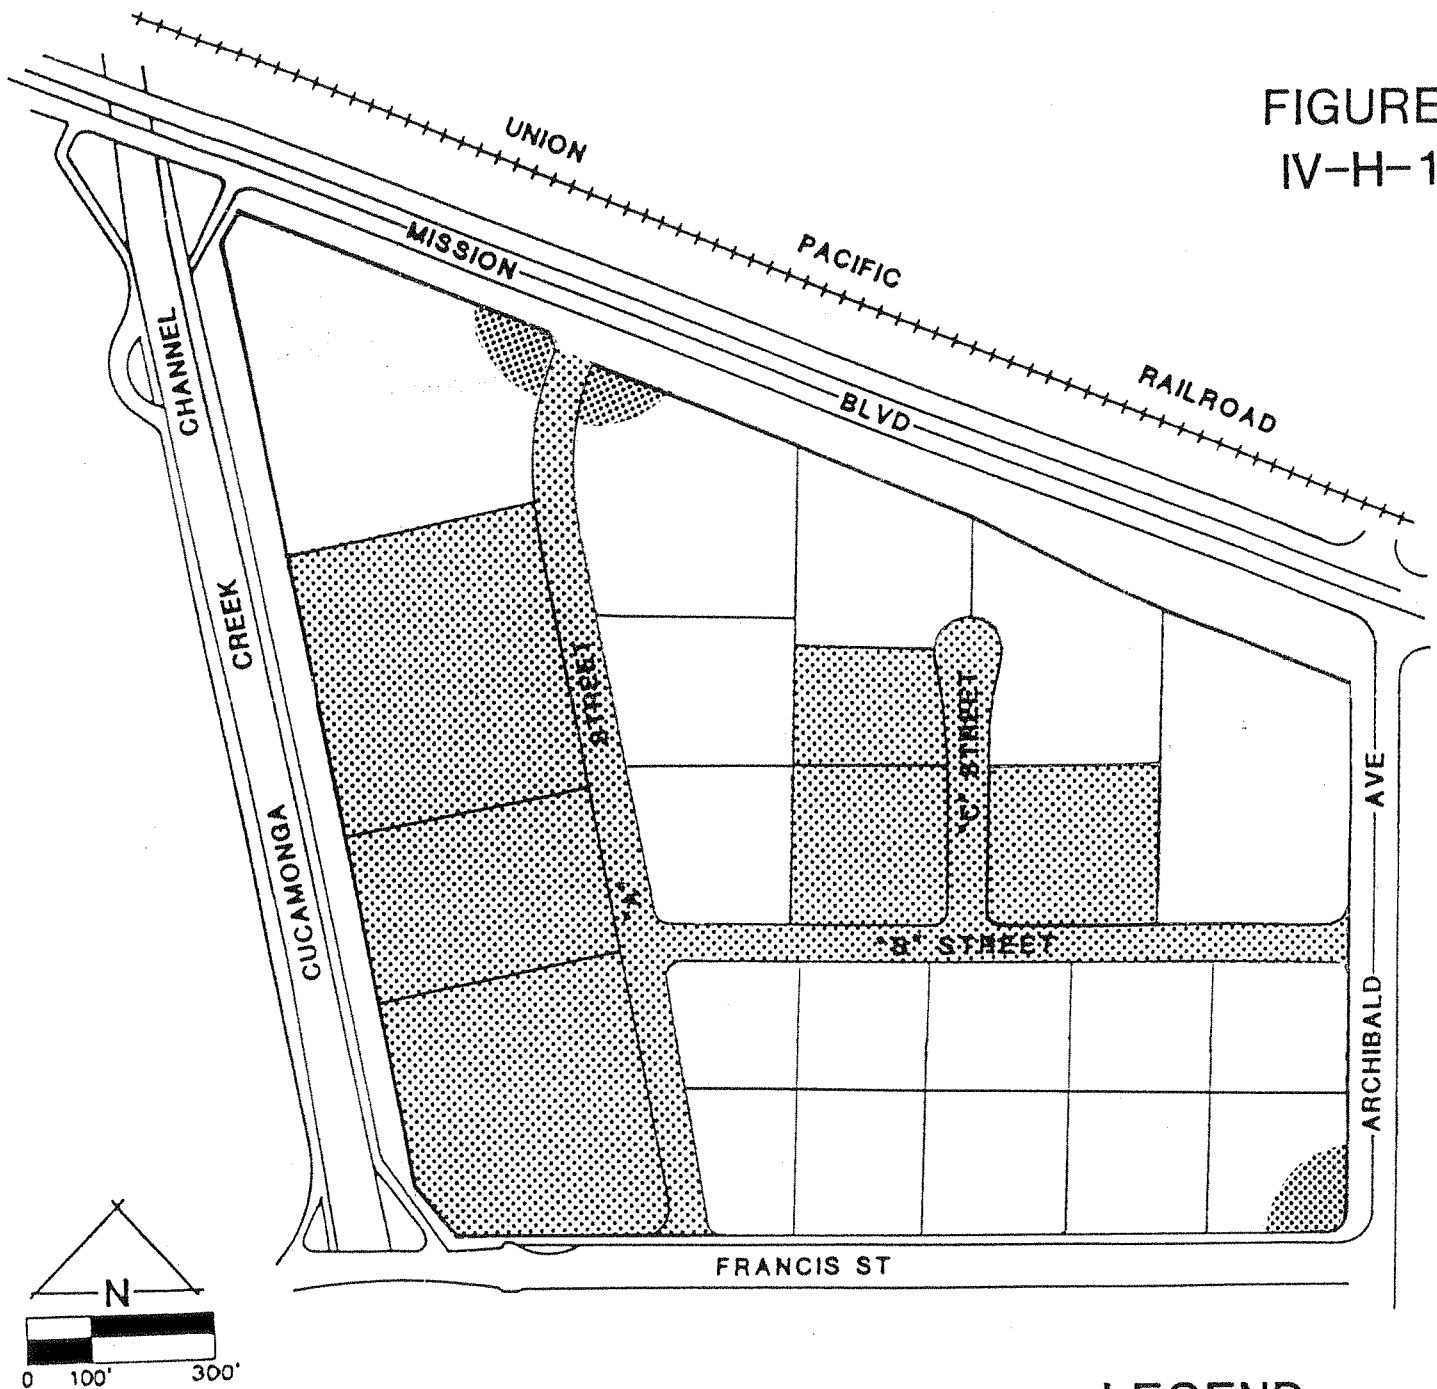 FIGURE
IV-H-1
UNION
PACIFIC
RAILROAD
MISSION
BLVD
CHANNEL
CREEK
CUCAMONGA
STREET
"A"
"C" STREET
"B" STREET
AVE
ARCHIBALD
FRANCIS ST
N
0 100' 300'
LEGEND